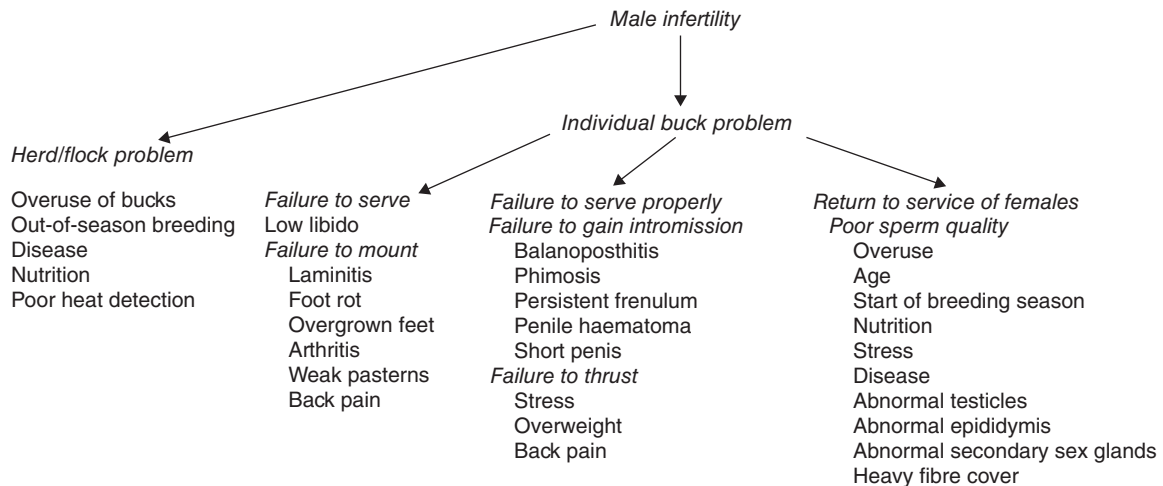 Male infertility
Individual buck problem
Herd/flock problem
Overuse of bucks
Out-of-season breeding
Disease
Nutrition
Poor heat detection
Failure to serve
Low libido
Failure to mount
Laminitis
Foot rot
Overgrown feet
Arthritis
Weak pasterns
Back pain
Failure to serve properly
Failure to gain intromission
Balanoposthitis
Phimosis
Persistent frenulum
Penile haematoma
Short penis
Failure to thrust
Stress
Overweight
Back pain
Return to service of females
Poor sperm quality
Overuse
Age
Start of breeding season
Nutrition
Stress
Disease
Abnormal testicles
Abnormal epididymis
Abnormal secondary sex glands
Heavy fibre cover